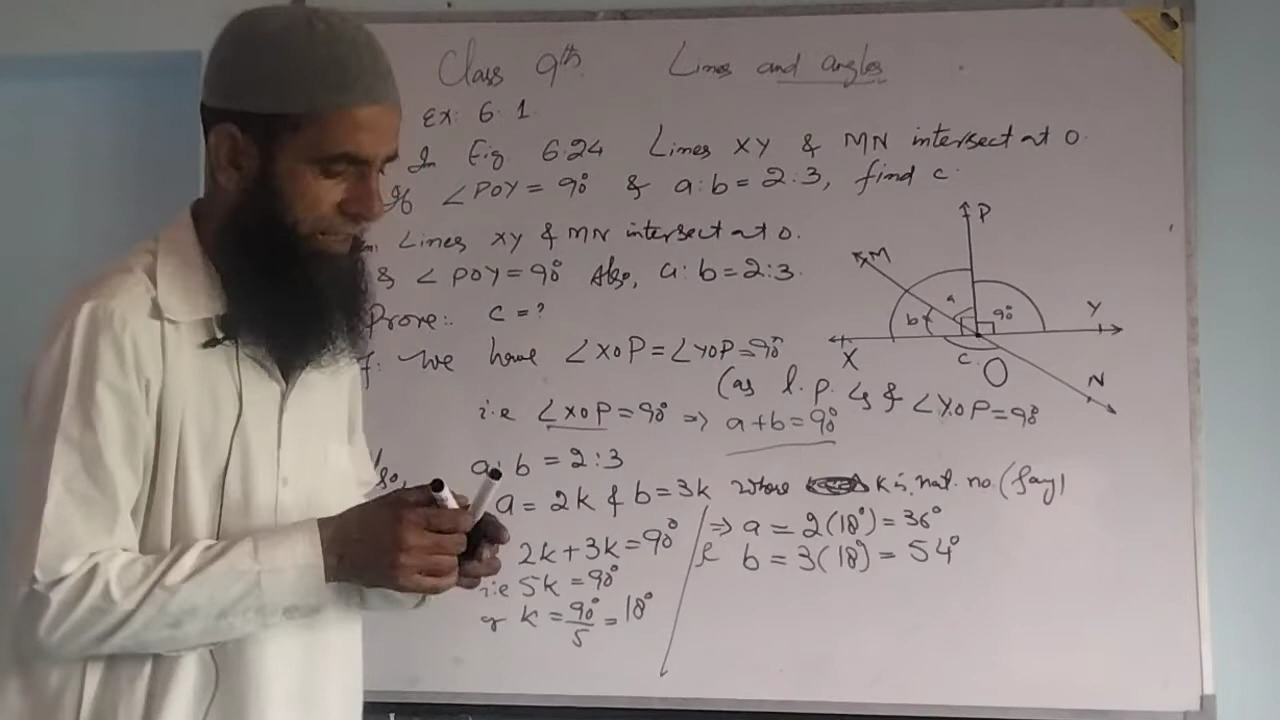 Class 9th Lines and angles
Ex: 6.1
In Fig 6.24 Lines XY & MN intersect at O.
If ∠POY = 90° & a:b = 2:3, find c.
Lines XY & MN intersect at O.
& ∠POY = 90° Also, a:b = 2:3.
Prove:. c = ?
: We have ∠XOP = ∠YOP = 90°
(as l.p. ∠s & ∠YOP = 90°
i.e ∠XOP = 90° => a+b = 90°
a:b = 2:3
a = 2k & b = 3k where k is nat. no. (say)
2k+3k = 90°
i.e 5k = 90°
or k = 90°/5 = 18°
=> a = 2(18°) = 36°
& b = 3(18°) = 54°
P
M
a
b
90°
Y
X
c
O
N